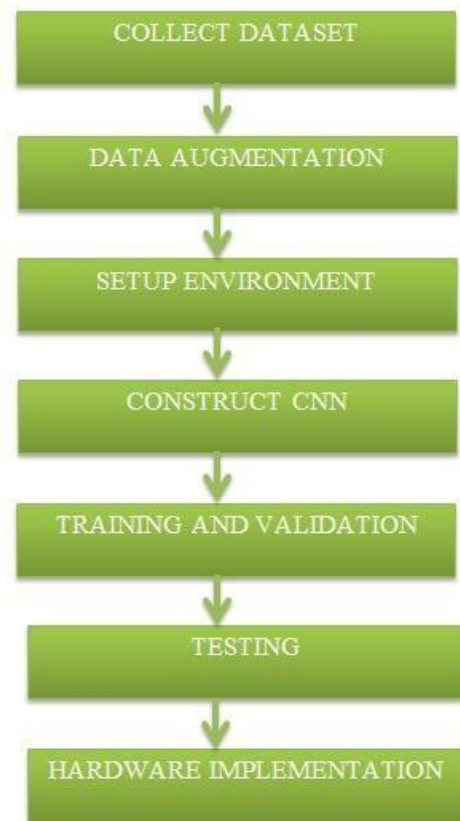 COLLECT DATASET
DATA AUGMENTATION
SETUP ENVIRONMENT
CONSTRUCT CNN
TRAINING AND VALIDATION
TESTING
HARDWARE IMPLEMENTATION